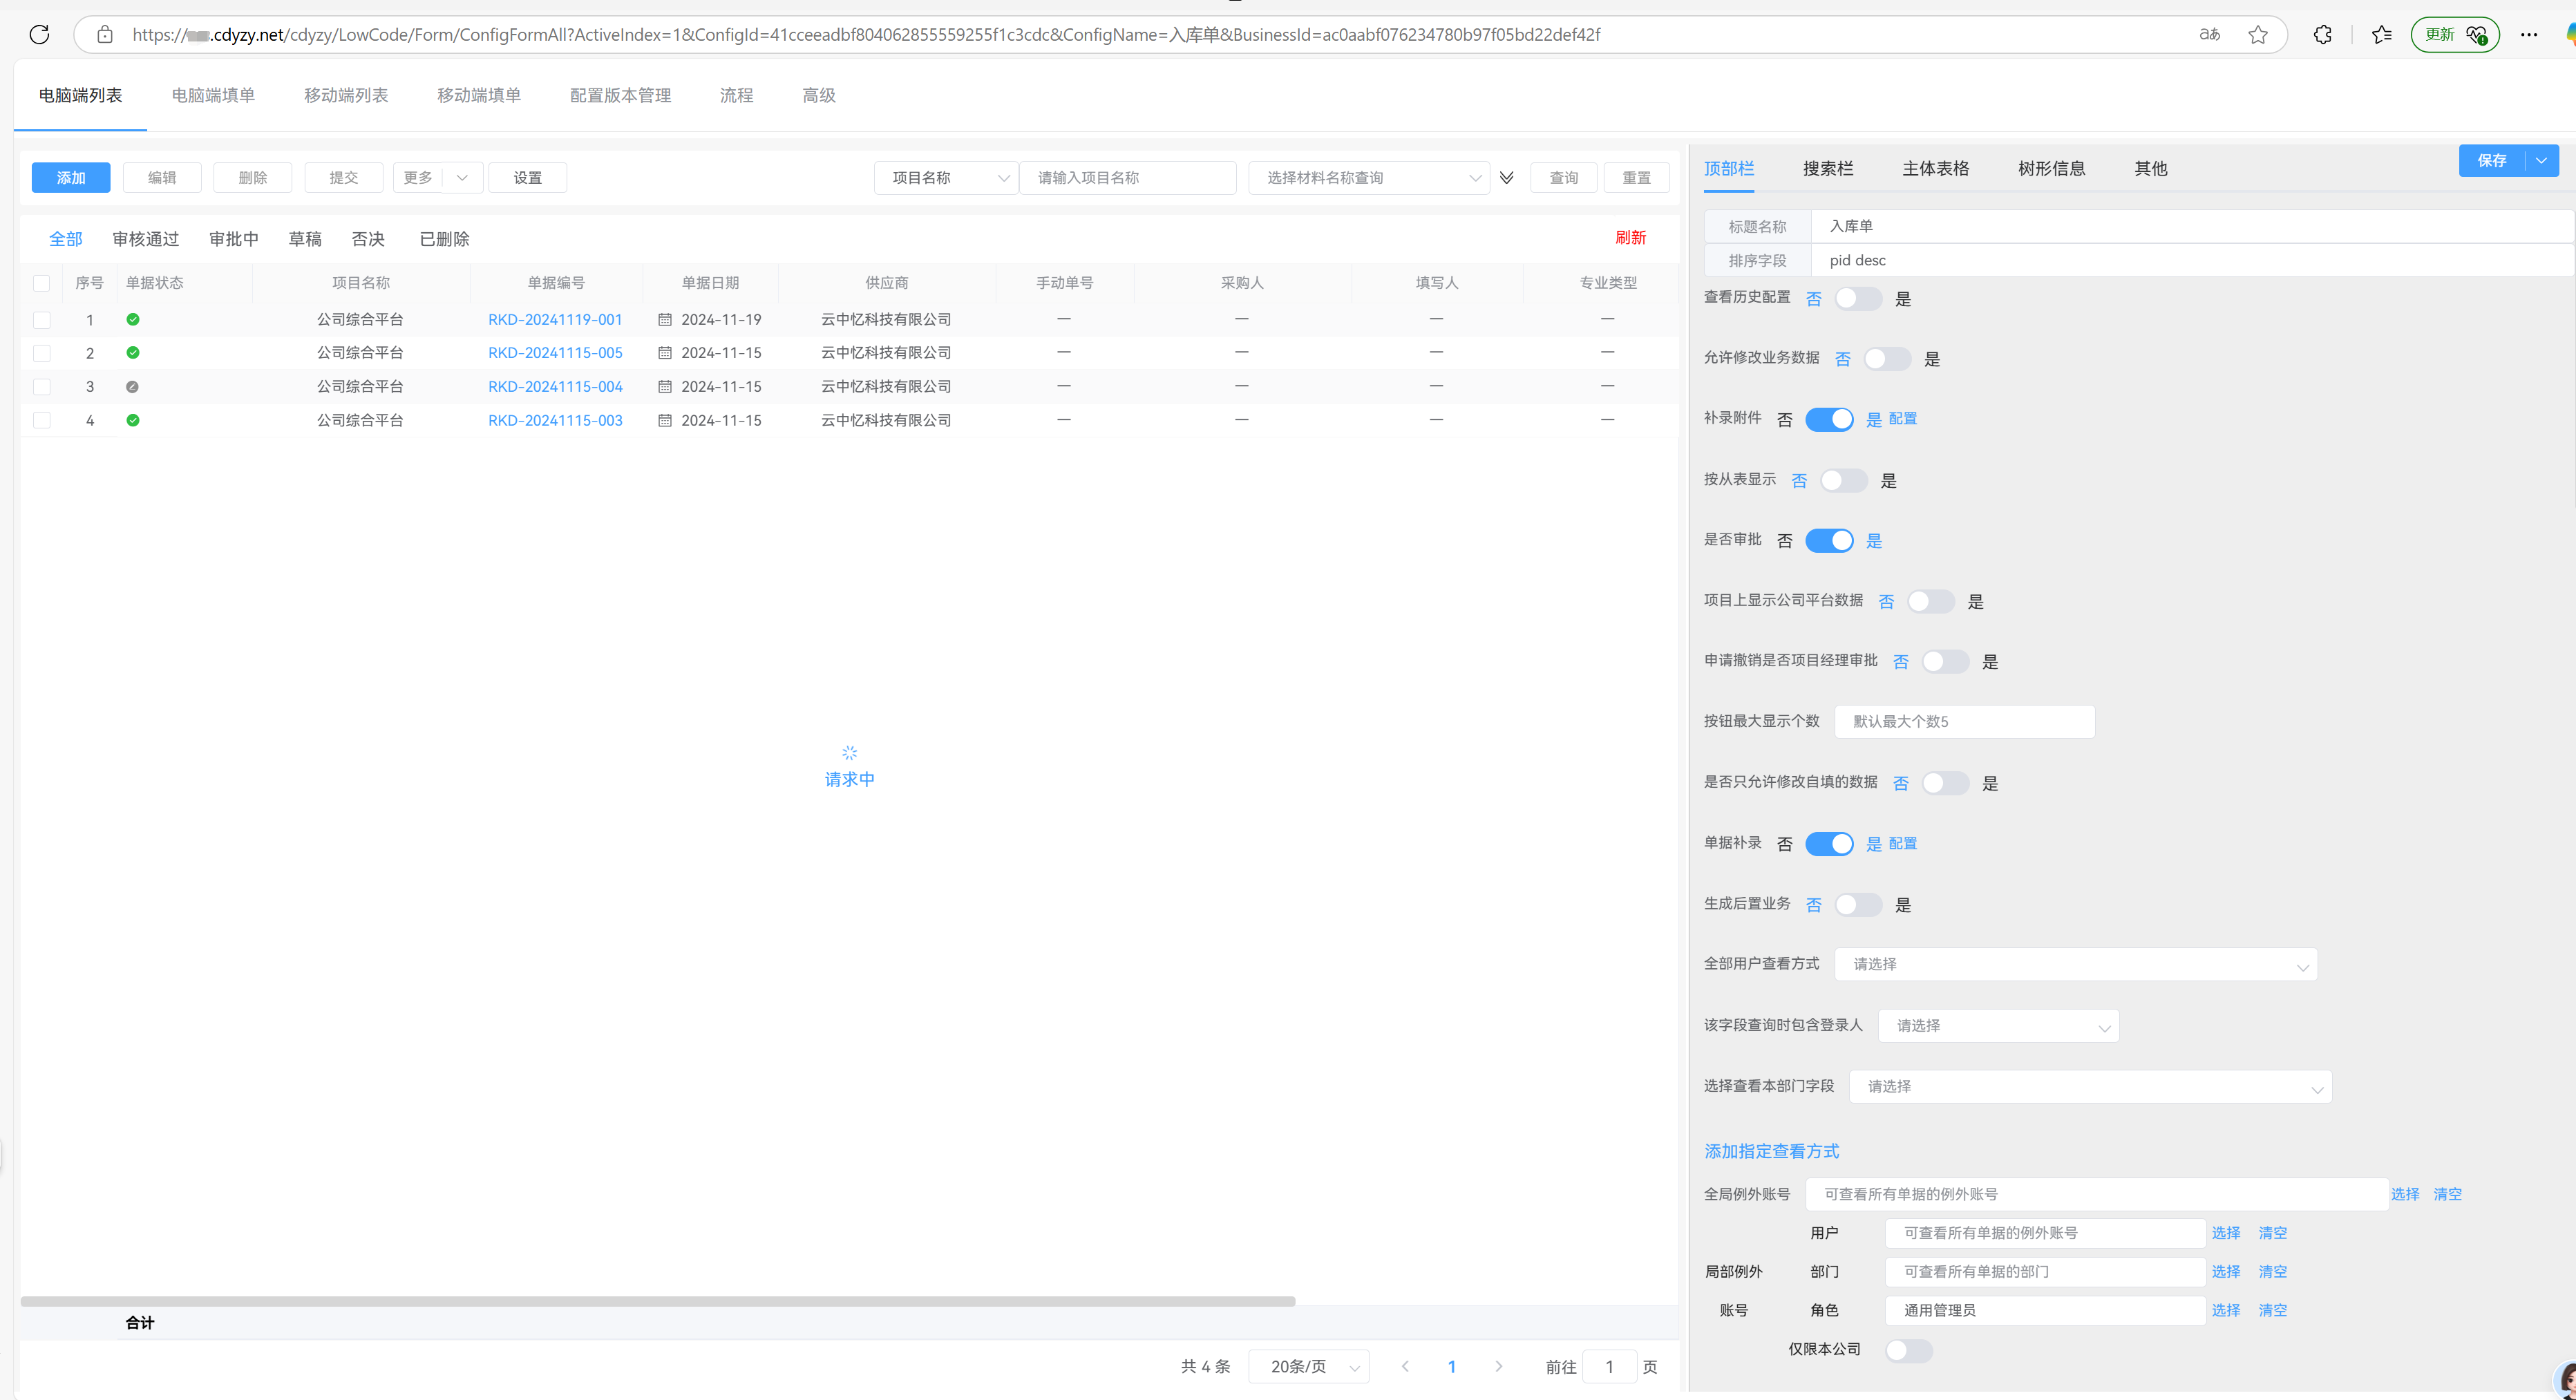 https:// .cdyzy.net/cdyzy/LowCode/Form/ConfigFormAll?ActiveIndex=1&ConfigId=41cceeadbf804062855559255f1c3cdc&ConfigName=入库单&BusinessId=ac0aabf076234780b97f05bd22def42f aあ 更新
电脑端列表 电脑端填单 移动端列表 移动端填单 配置版本管理 流程 高级
添加 编辑 删除 提交 更多 设置 项目名称 请输入项目名称 选择材料名称查询 查询 重置
全部 审核通过 审批中 草稿 否决 已删除 刷新
序号 单据状态 项目名称 单据编号 单据日期 供应商 手动单号 采购人 填写人 专业类型
1 公司综合平台 RKD-20241119-001 2024-11-19 云中忆科技有限公司 — — — —
2 公司综合平台 RKD-20241115-005 2024-11-15 云中忆科技有限公司 — — — —
3 公司综合平台 RKD-20241115-004 2024-11-15 云中忆科技有限公司 — — — —
4 公司综合平台 RKD-20241115-003 2024-11-15 云中忆科技有限公司 — — — —
请求中
合计
共 4 条 20条/页 1 前往 1 页
顶部栏 搜索栏 主体表格 树形信息 其他 保存
标题名称 入库单
排序字段 pid desc
查看历史配置 否 是
允许修改业务数据 否 是
补录附件 否 是 配置
按从表显示 否 是
是否审批 否 是
项目上显示公司平台数据 否 是
申请撤销是否项目经理审批 否 是
按钮最大显示个数 默认最大个数5
是否只允许修改自填的数据 否 是
单据补录 否 是 配置
生成后置业务 否 是
全部用户查看方式 请选择
该字段查询时包含登录人 请选择
选择查看本部门字段 请选择
添加指定查看方式
全局例外账号 可查看所有单据的例外账号 选择 清空
用户 可查看所有单据的例外账号 选择 清空
局部例外 部门 可查看所有单据的部门 选择 清空
账号 角色 通用管理员 选择 清空
仅限本公司